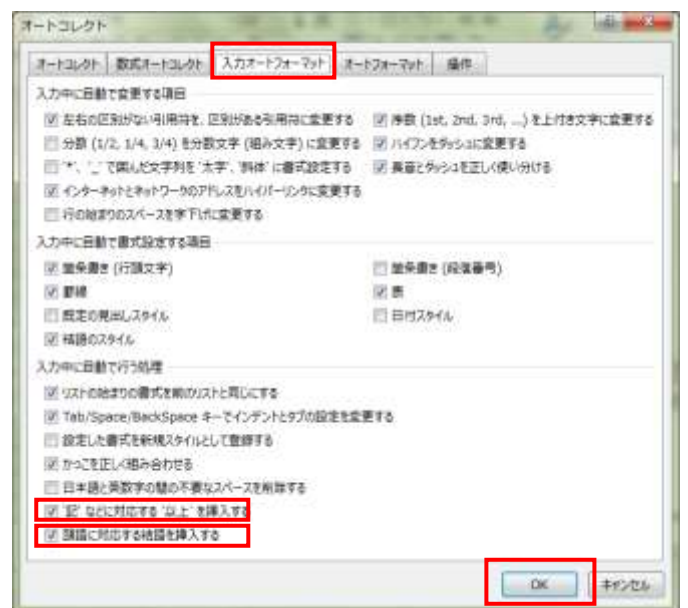 オートコレクト
オートコレクト 数式オートコレクト 入力オートフォーマット オートフォーマット 操作
入力中に自動で変更する項目
左右の区別がない引用符を、区別がある引用符に変更する 序数 (1st, 2nd, 3rd, ...) を上付き文字に変更する
分数 (1/2, 1/4, 3/4) を分数文字 (組み文字) に変更する ハイフンをダッシュに変更する
'*'、'_' で囲んだ文字列を '太字'、'斜体' に書式設定する 長音とダッシュを正しく使い分ける
インターネットとネットワークのアドレスをハイパーリンクに変更する
行の始まりのスペースを字下げに変更する
入力中に自動で書式設定する項目
箇条書き (行頭文字) 箇条書き (段落番号)
罫線 表
既定の見出しスタイル 日付スタイル
結語のスタイル
入力中に自動で行う処理
リストの始まりの書式を前のリストと同じにする
Tab/Space/BackSpace キーでインデントとタブの設定を変更する
設定した書式を新規スタイルとして登録する
かっこを正しく組み合わせる
日本語と英数字の間の不要なスペースを削除する
'記' などに対応する '以上' を挿入する
頭語に対応する結語を挿入する
OK キャンセル